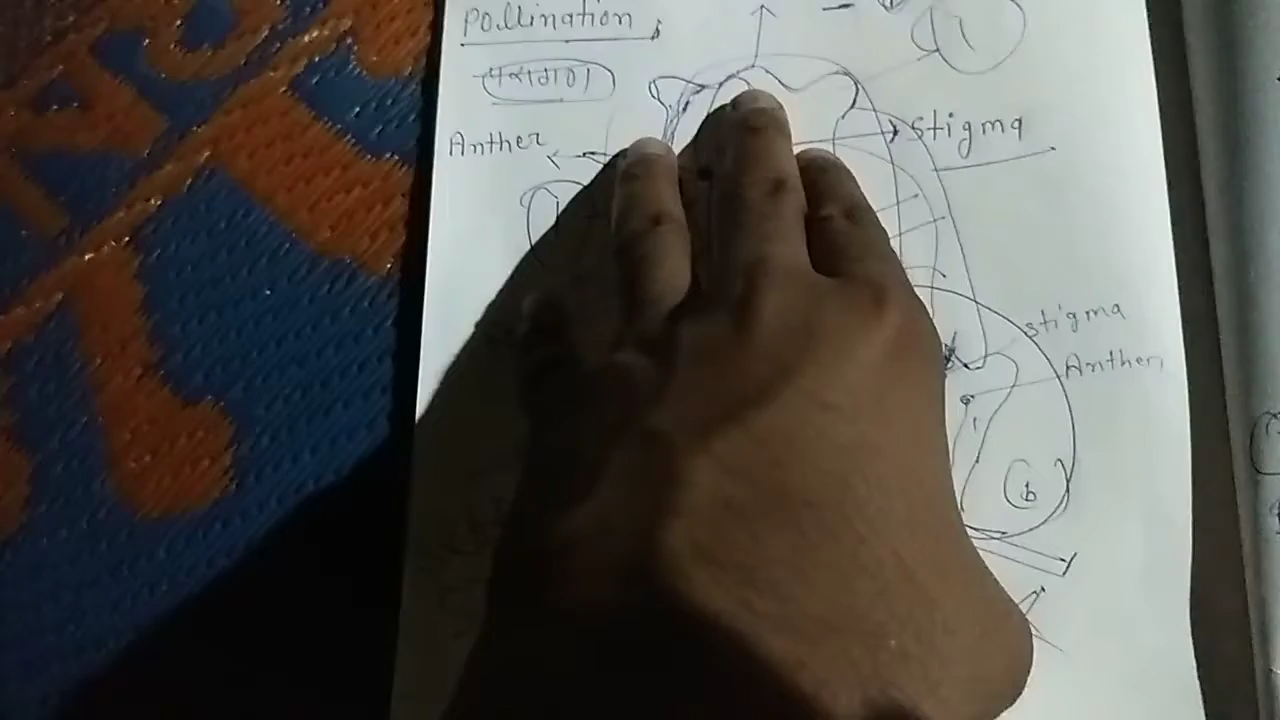 Pollination
परागण
Anther
stigma
stigma
Anther
b